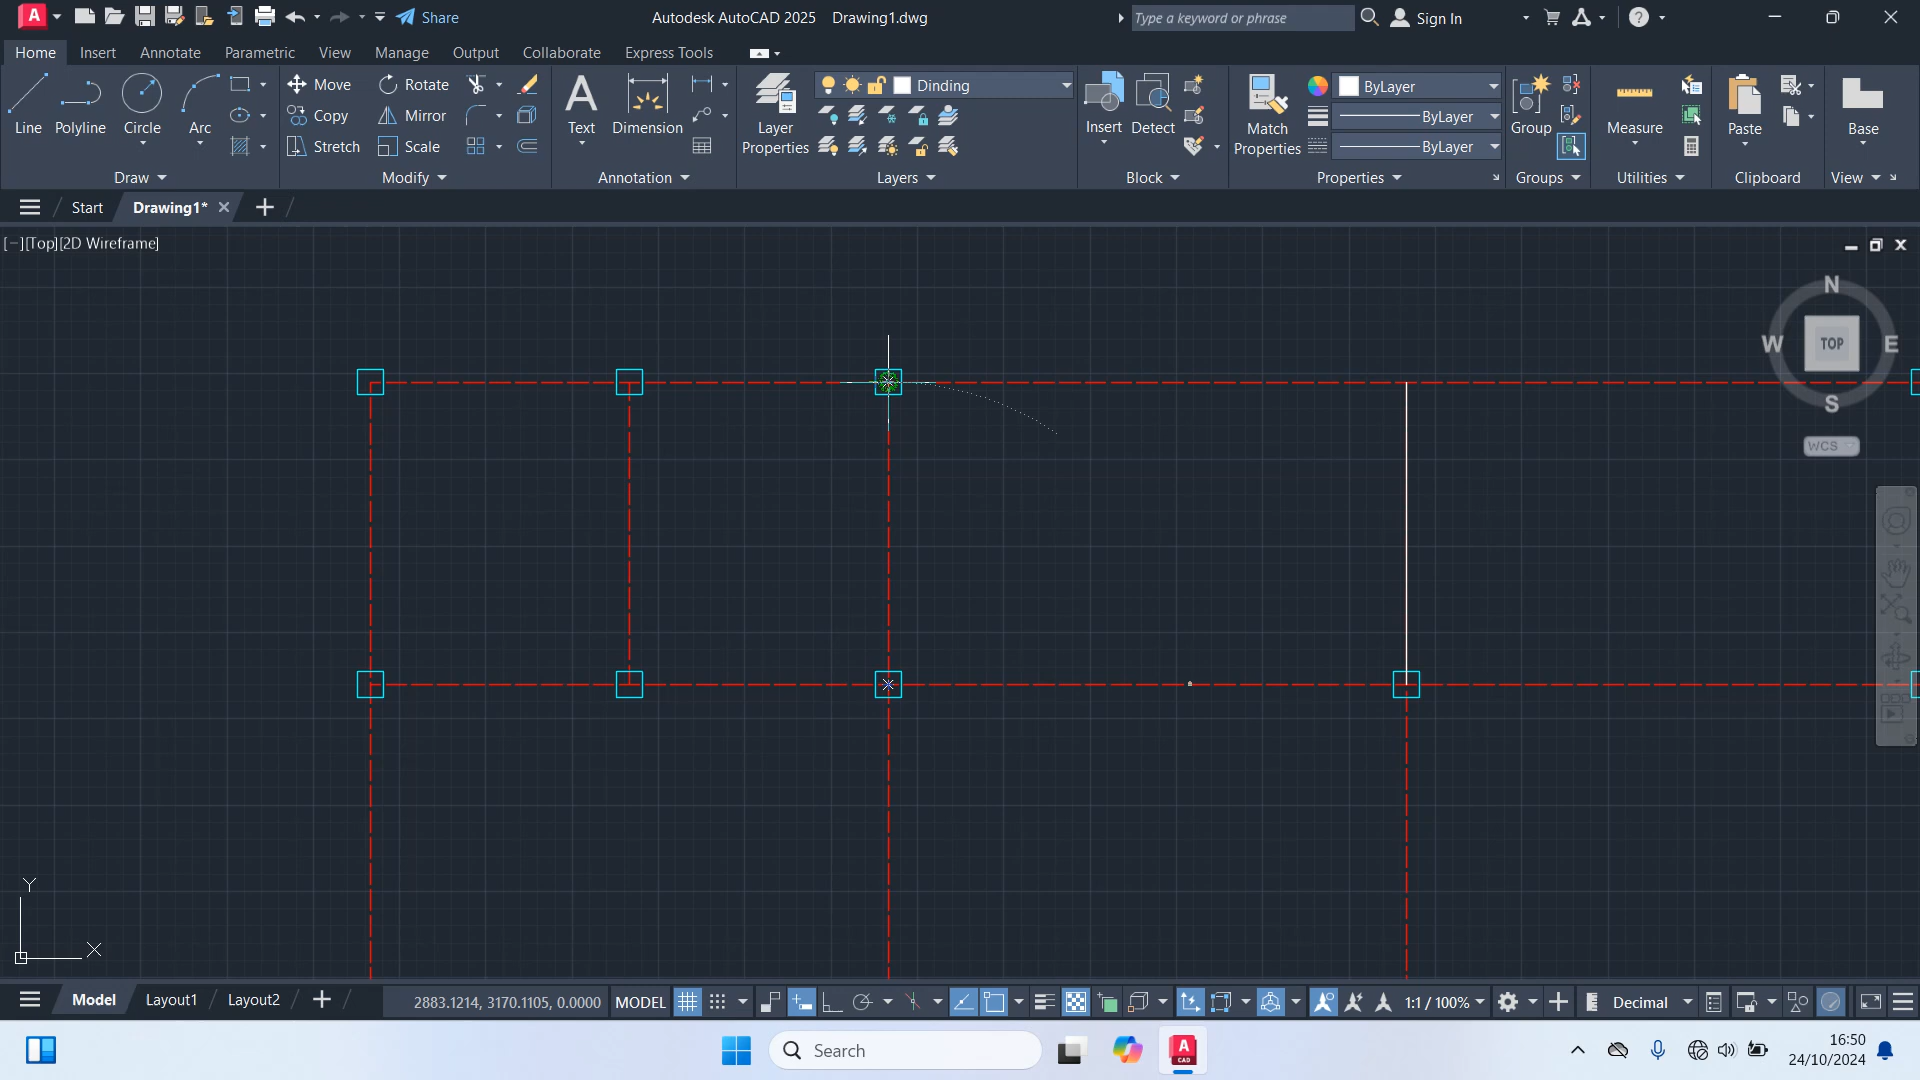 A Share Autodesk AutoCAD 2025 Drawing1.dwg Type a keyword or phrase Sign In ?
Home Insert Annotate Parametric View Manage Output Collaborate Express Tools
Move Rotate Dinding ByLayer
Copy Mirror ByLayer
Line Polyline Circle Arc Text Dimension Layer Insert Detect Match Group Measure Paste Base
Stretch Scale Properties Properties ByLayer
Draw Modify Annotation Layers Block Properties Groups Utilities Clipboard View
Start Drawing1*
[−][Top][2D Wireframe]
N
W TOP E
S
WCS
Y
X
Model Layout1 Layout2 2883.1214, 3170.1105, 0.0000 MODEL 1:1 / 100% Decimal
Search
A
CAD
16:50
24/10/2024